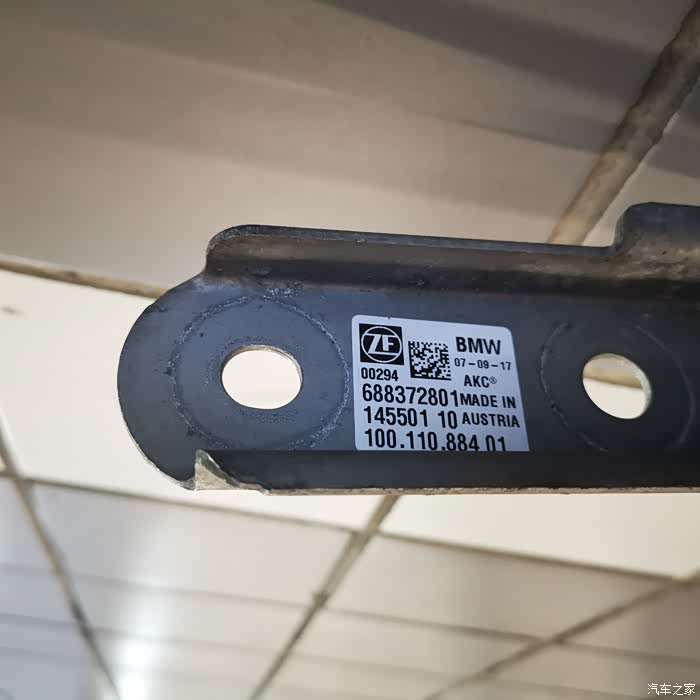 ZF
BMW
07-09-17
00294
AKC®
688372801
MADE IN
145501 10
AUSTRIA
100.110.884 01
汽车之家